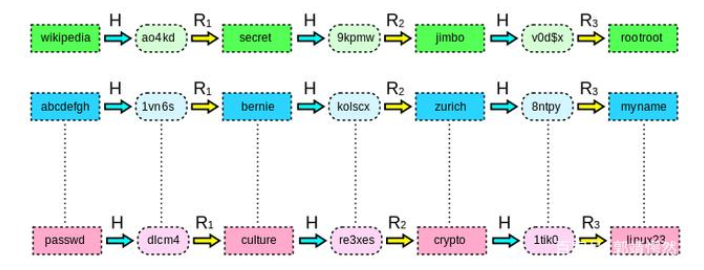 H R₁ H R₂ H R₃
wikipedia ao4kd secret 9kpmw jimbo v0d$x rootroot
H R₁ H R₂ H R₃
abcdefgh 1vn6s bernie kolscx zurich 8ntpy myname
H R₁ H R₂ H R₃
passwd dlcm4 culture re3xes crypto 1tik0 linux23